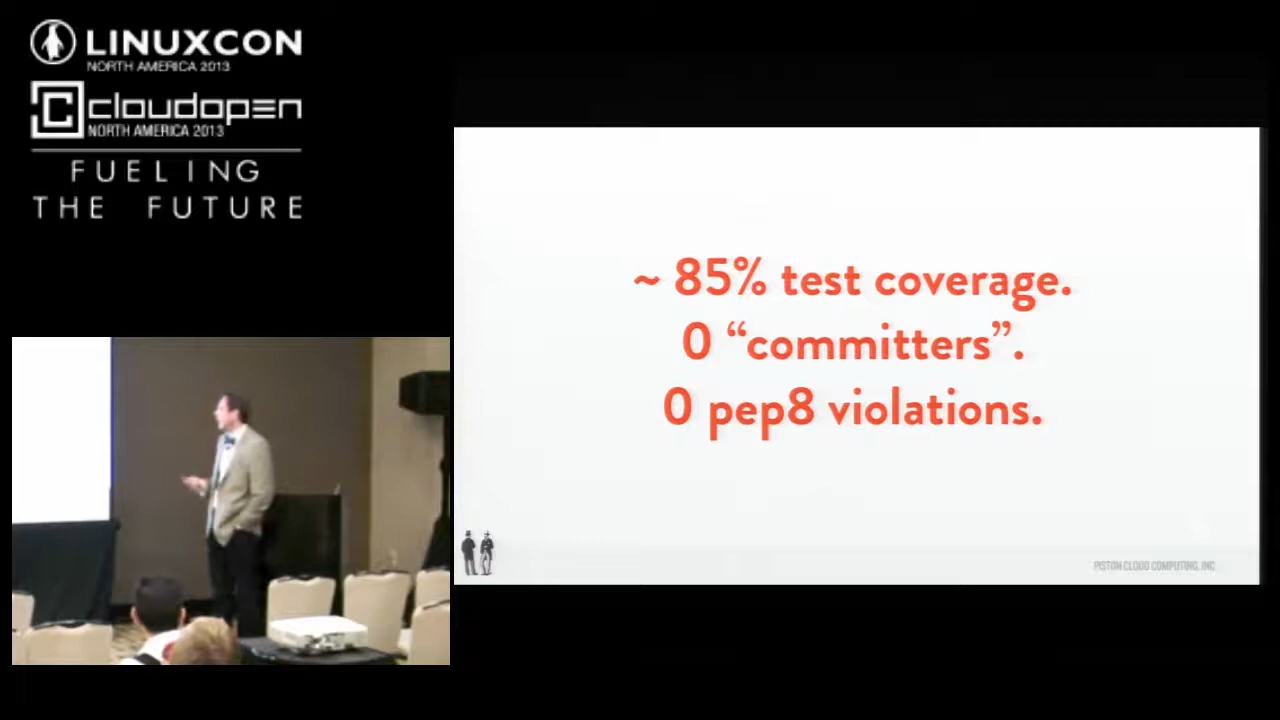 LINUXCON
NORTH AMERICA 2013
cloudopen
NORTH AMERICA 2013
FUELING
THE FUTURE
~ 85% test coverage.
0 “committers”.
0 pep8 violations.
PISTON CLOUD COMPUTING, INC